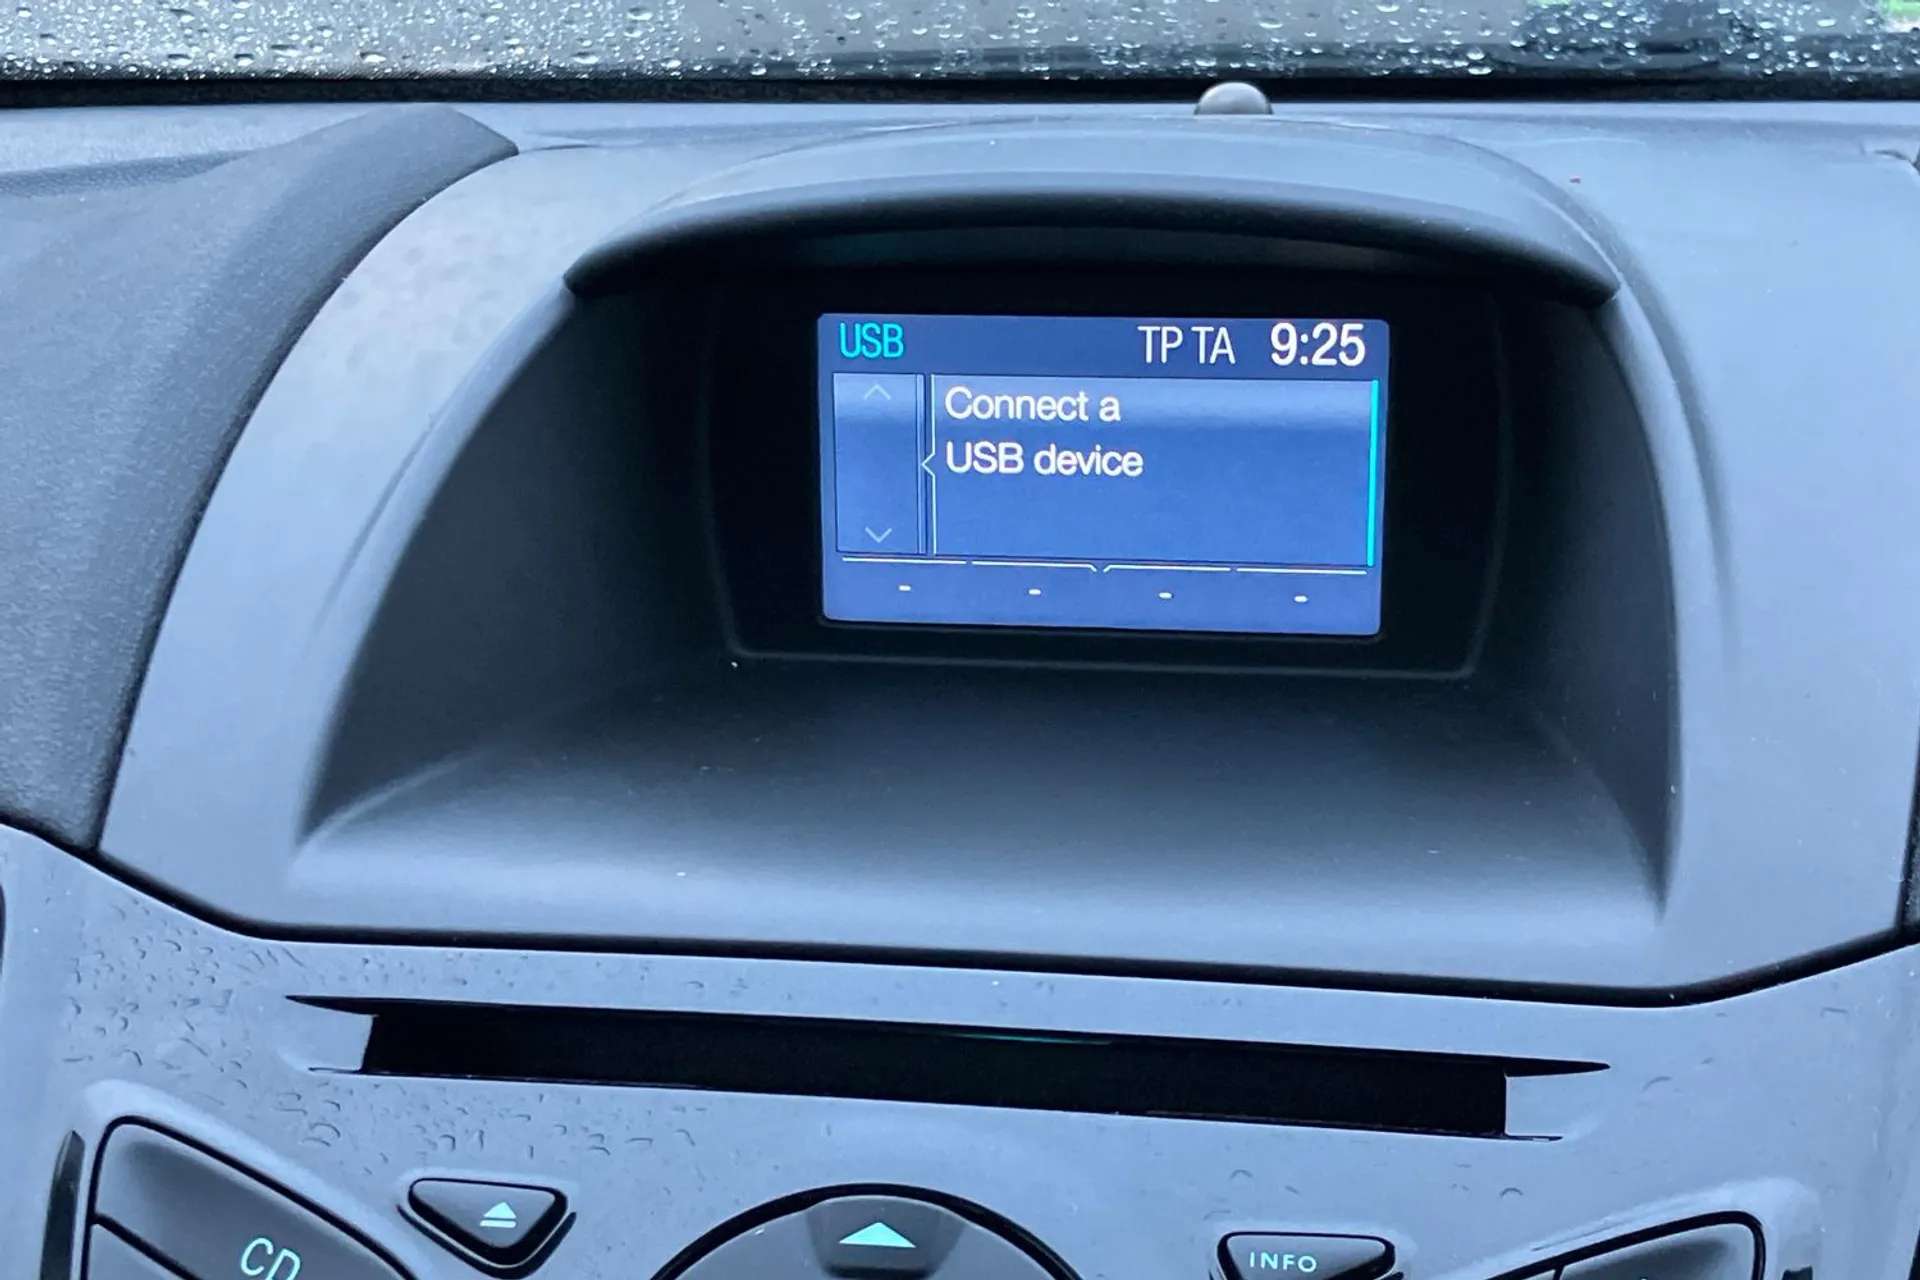 USB TP TA 9:25
Connect a
USB device
CD
INFO